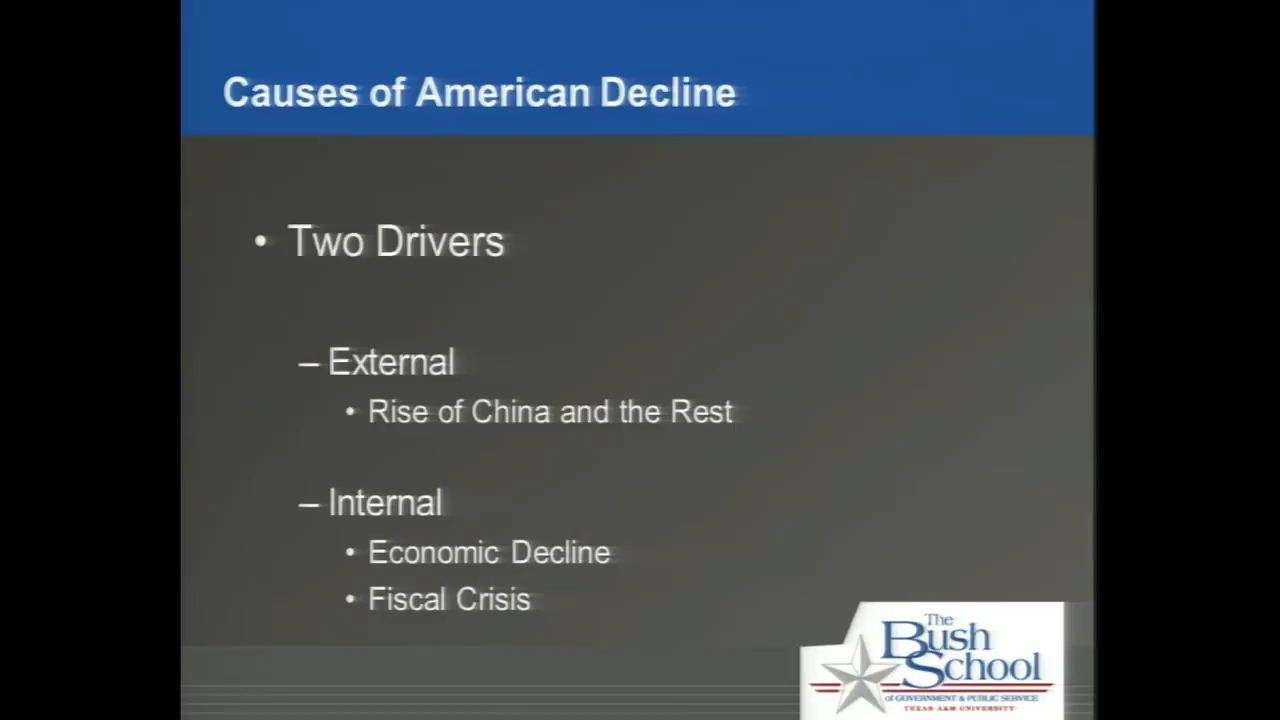 Causes of American Decline
• Two Drivers
– External
• Rise of China and the Rest
– Internal
• Economic Decline
• Fiscal Crisis
The
Bush
School
of GOVERNMENT & PUBLIC SERVICE
TEXAS A&M UNIVERSITY